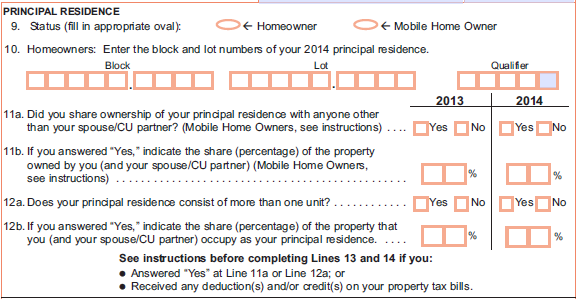 PRINCIPAL RESIDENCE
9. Status (fill in appropriate oval): ← Homeowner ← Mobile Home Owner
10. Homeowners: Enter the block and lot numbers of your 2014 principal residence.
Block Lot Qualifier
. .
2013 2014
11a. Did you share ownership of your principal residence with anyone other
than your spouse/CU partner? (Mobile Home Owners, see instructions) .... Yes No Yes No
11b. If you answered “Yes,” indicate the share (percentage) of the property
owned by you (and your spouse/CU partner) (Mobile Home Owners,
see instructions) ............................................ % %
12a. Does your principal residence consist of more than one unit? ............ Yes No Yes No
12b. If you answered “Yes,” indicate the share (percentage) of the property that
you (and your spouse/CU partner) occupy as your principal residence. .... % %
See instructions before completing Lines 13 and 14 if you:
● Answered “Yes” at Line 11a or Line 12a; or
● Received any deduction(s) and/or credit(s) on your property tax bills.